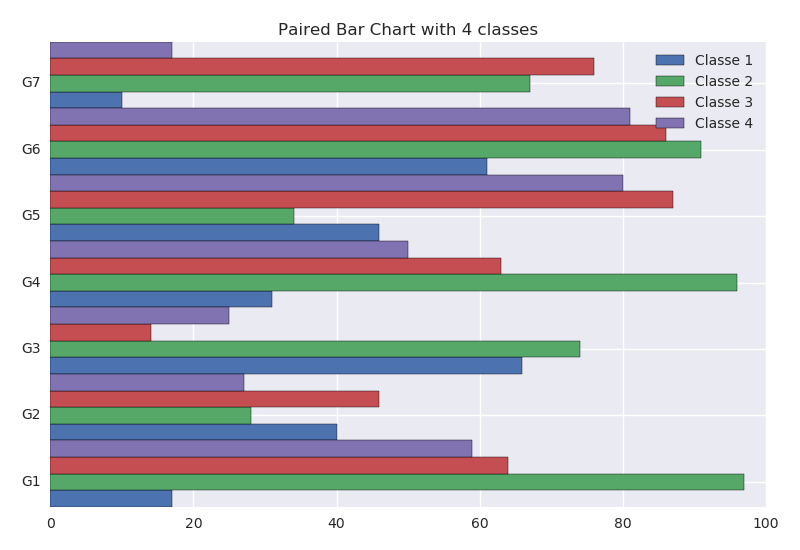 Paired Bar Chart with 4 classes
Classe 1
Classe 2
Classe 3
Classe 4
G7
G6
G5
G4
G3
G2
G1
0 20 40 60 80 100